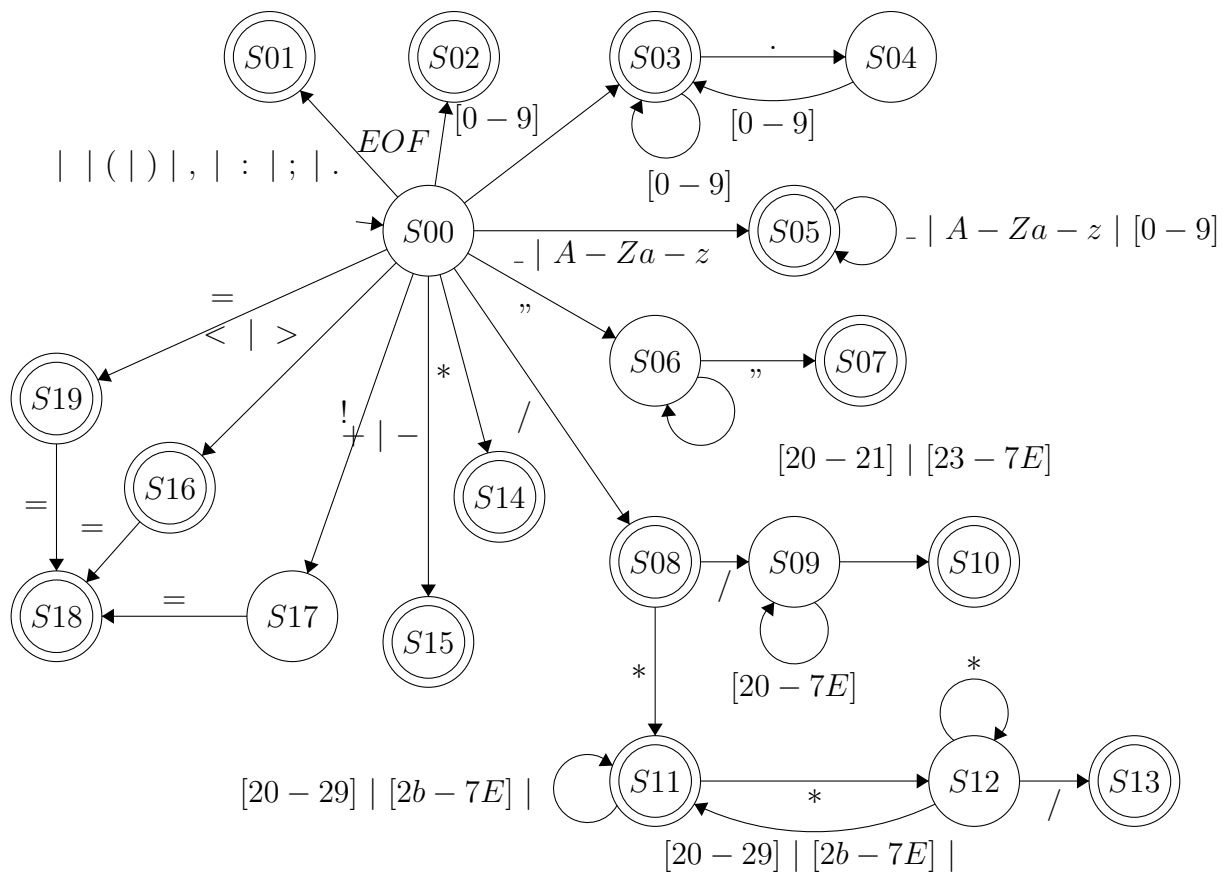 S01
S02
S03
.
S04
EOF
[0 − 9]
[0 − 9]
| | ( | ) | , | : | ; | .
[0 − 9]
S00
S05
_ | A − Za − z
_ | A − Za − z | [0 − 9]
=
< | >
”
S06
”
S07
S19
!
+ | −
*
/
[20 − 21] | [23 − 7E]
S16
S14
=
=
S08
/
S09
S10
S18
=
S17
S15
*
[20 − 7E]
*
[20 − 29] | [2b − 7E] |
S11
*
S12
/
S13
[20 − 29] | [2b − 7E] |